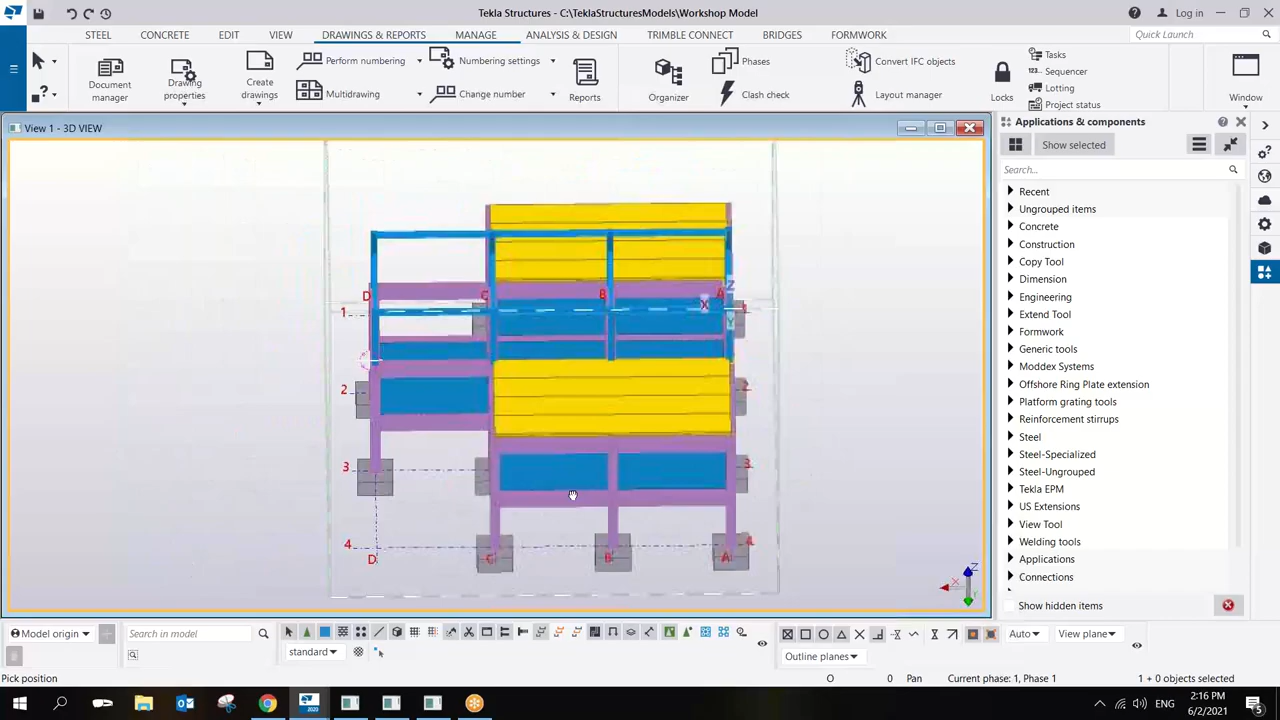 Tekla Structures - C:\TeklaStructuresModels\Workshop Model
Log in
STEEL CONCRETE EDIT VIEW DRAWINGS & REPORTS MANAGE ANALYSIS & DESIGN TRIMBLE CONNECT BRIDGES FORMWORK
Quick Launch
Document manager
Drawing properties
Create drawings
Perform numbering
Multidrawing
Numbering settings
Change number
Reports
Organizer
Phases
Clash check
Convert IFC objects
Layout manager
Locks
Tasks
Sequencer
Lotting
Project status
Window
View 1 - 3D VIEW
D C B A Z
X
Y
1 1
2 2
3 3
4 4
D C B A
X Z Y
Applications & components
Show selected
Search...
Recent
Ungrouped items
Concrete
Construction
Copy Tool
Dimension
Engineering
Extend Tool
Formwork
Generic tools
Moddex Systems
Offshore Ring Plate extension
Platform grating tools
Reinforcement stirrups
Steel
Steel-Specialized
Steel-Ungrouped
Tekla EPM
US Extensions
View Tool
Welding tools
Applications
Connections
Show hidden items
Model origin
Search in model
standard
Auto
View plane
Outline planes
Pick position
O 0 Pan Current phase: 1, Phase 1 1 + 0 objects selected
2020
ENG
2:16 PM
6/2/2021
5